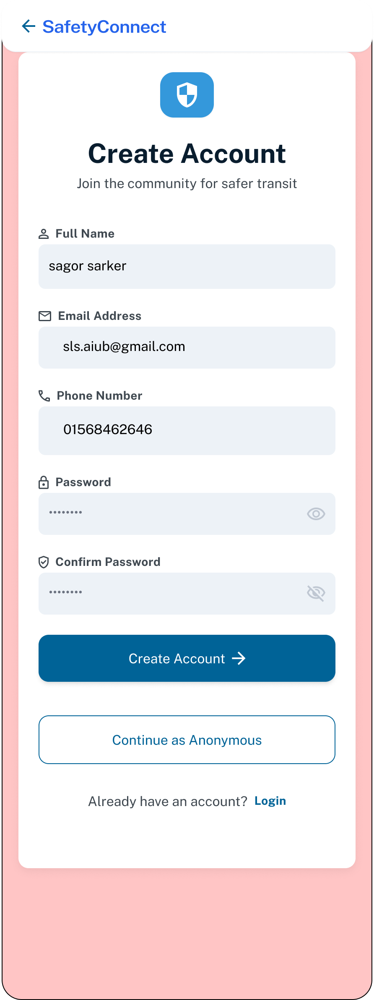 SafetyConnect
Create Account
Join the community for safer transit
Full Name
sagor sarker
Email Address
sls.aiub@gmail.com
Phone Number
01568462646
Password
••••••••
Confirm Password
••••••••
Create Account
Continue as Anonymous
Already have an account? Login